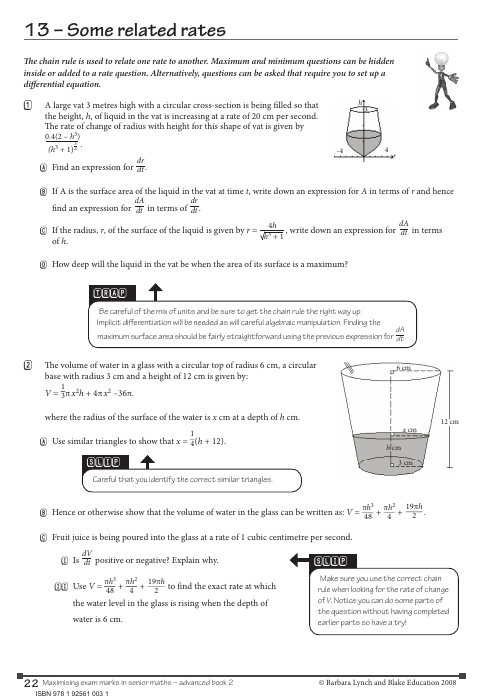 13 – Some related rates
The chain rule is used to relate one rate to another. Maximum and minimum questions can be hidden
inside or added to a rate question. Alternatively, questions can be asked that require you to set up a
differential equation.
1 A large vat 3 metres high with a circular cross-section is being filled so that
the height, h, of liquid in the vat is increasing at a rate of 20 cm per second.
The rate of change of radius with height for this shape of vat is given by
0.4(2 – h³)
(h³ + 1)^(3/2) .
h
3
-4
4
r
A Find an expression for dr/dt.
B If A is the surface area of the liquid in the vat at time t, write down an expression for A in terms of r and hence
find an expression for dA/dt in terms of dr/dt.
C If the radius, r, of the surface of the liquid is given by r = 4h/√(h³ + 1), write down an expression for dA/dt in terms
of h.
D How deep will the liquid in the vat be when the area of its surface is a maximum?
TRAP
Be careful of the mix of units and be sure to get the chain rule the right way up.
Implicit differentiation will be needed as will careful algebraic manipulation. Finding the
maximum surface area should be fairly straightforward using the previous expression for dA/dt.
2 The volume of water in a glass with a circular top of radius 6 cm, a circular
base with radius 3 cm and a height of 12 cm is given by:
V = 1/3 πx²h + 4πx² –36π.
where the radius of the surface of the water is x cm at a depth of h cm.
6 cm
12 cm
x cm
h cm
3 cm
A Use similar triangles to show that x = 1/4(h + 12).
SLIP
Careful that you identify the correct similar triangles.
B Hence or otherwise show that the volume of water in the glass can be written as: V = πh³/48 + πh²/4 + 19πh/2.
C Fruit juice is being poured into the glass at a rate of 1 cubic centimetre per second.
I Is dV/dt positive or negative? Explain why.
II Use V = πh³/48 + πh²/4 + 19πh/2 to find the exact rate at which
the water level in the glass is rising when the depth of
water is 6 cm.
SLIP
Make sure you use the correct chain
rule when looking for the rate of change
of V. Notice you can do some parts of
the question without having completed
earlier parts so have a try!
22 Maximising exam marks in senior maths – advanced book 2
© Barbara Lynch and Blake Education 2008
ISBN 978 1 92561 003 1